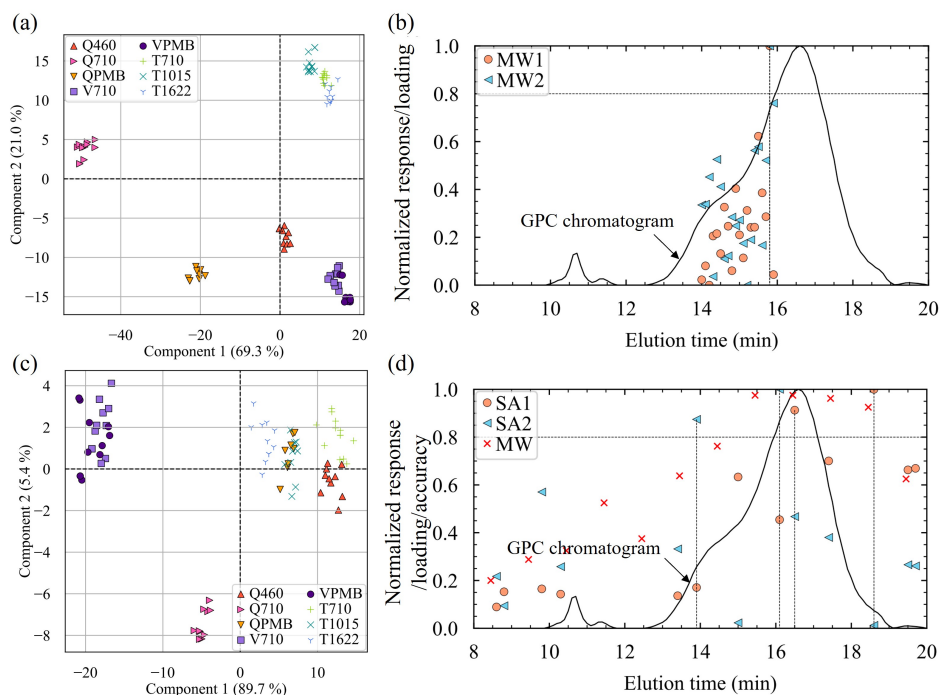 (a)
Q460
Q710
QPMB
V710
VPMB
T710
T1015
T1622
15
10
5
0
−5
−10
−15
Component 2 (21.0 %)
−40
−20
0
20
Component 1 (69.3 %)
(b)
MW1
MW2
GPC chromatogram
1.0
0.8
0.6
0.4
0.2
0.0
Normalized response/loading
8
10
12
14
16
18
20
Elution time (min)
(c)
4
2
0
−2
−4
−6
−8
Component 2 (5.4 %)
Q460
Q710
QPMB
V710
VPMB
T710
T1015
T1622
−20
−10
0
10
Component 1 (89.7 %)
(d)
SA1
SA2
MW
GPC chromatogram
1.0
0.8
0.6
0.4
0.2
0.0
Normalized response
/loading/accuracy
8
10
12
14
16
18
20
Elution time (min)